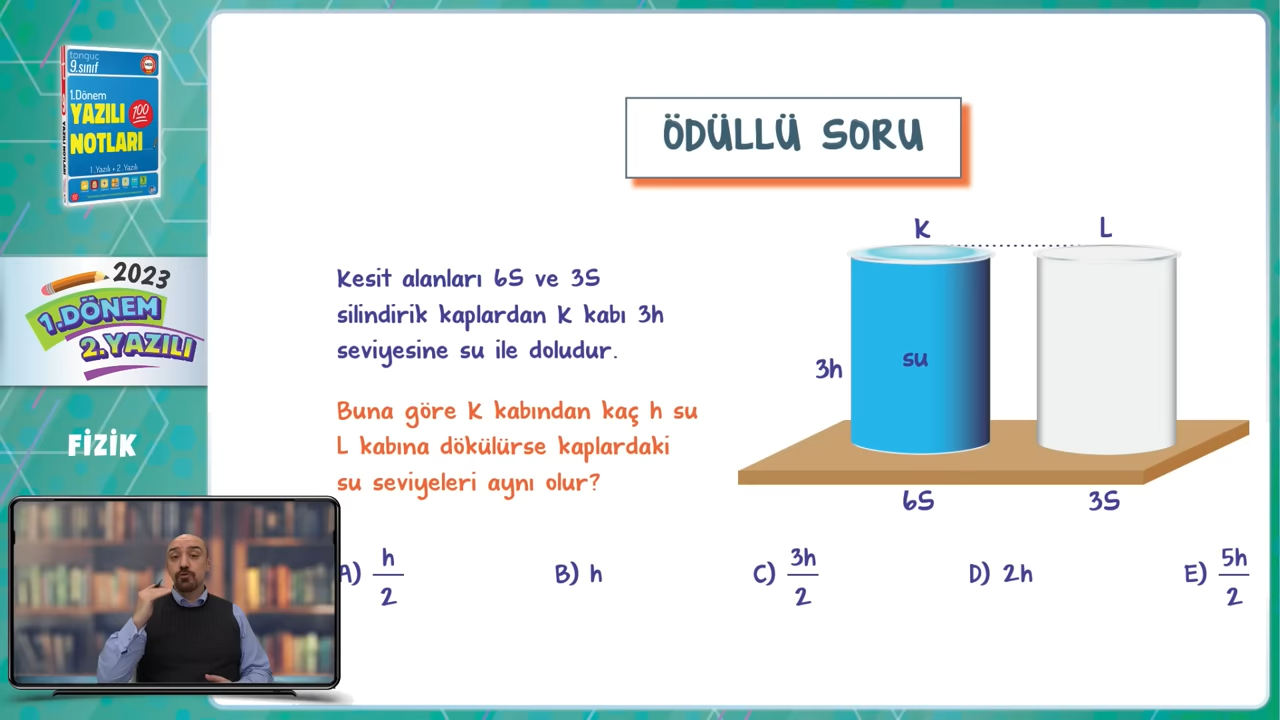 tonguç
9.sınıf
1.Dönem
YAZILI
100
NOTLARI
1.Yazılı + 2.Yazılı
YAZILI NOTLARI
2023
1.DÖNEM
2.YAZILI
FİZİK
ÖDÜLLÜ SORU
Kesit alanları 6S ve 3S
silindirik kaplardan K kabı 3h
seviyesine su ile doludur.
Buna göre K kabından kaç h su
L kabına dökülürse kaplardaki
su seviyeleri aynı olur?
K L
3h
su
6S 3S
A) h/2 B) h C) 3h/2 D) 2h E) 5h/2